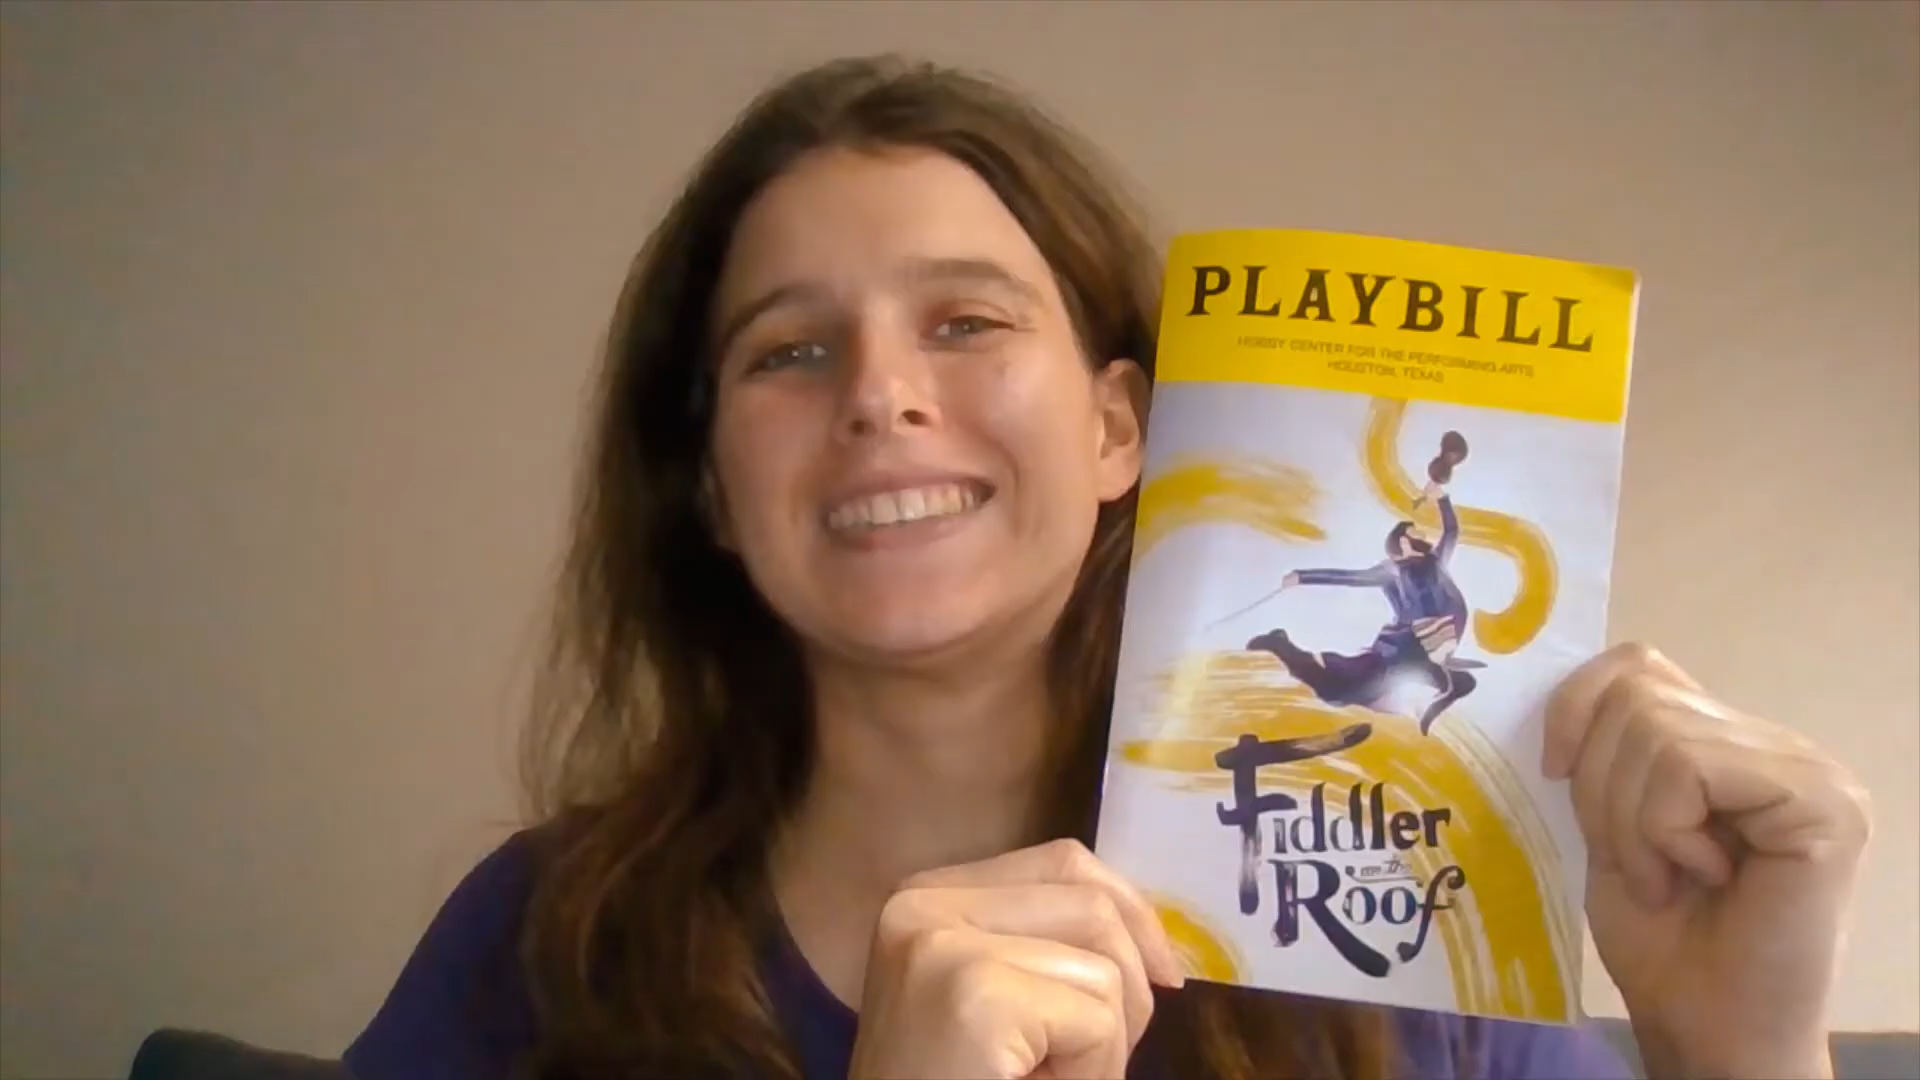 PLAYBILL
HOBBY CENTER FOR THE PERFORMING ARTS
HOUSTON, TEXAS
Fiddler
on the
Roof